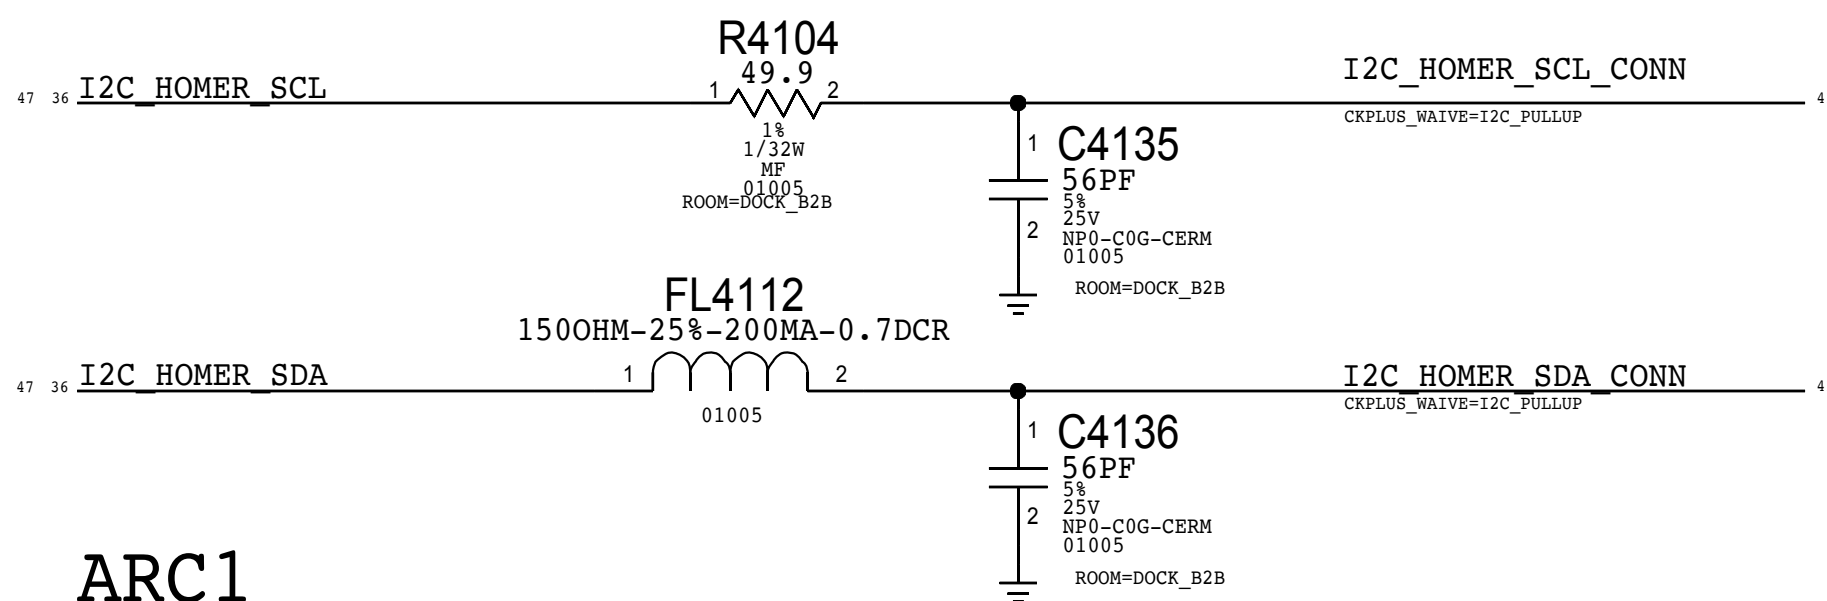 R4104
49.9
47 36 I2C_HOMER_SCL
1 2
I2C_HOMER_SCL_CONN
4
CKPLUS_WAIVE=I2C_PULLUP
1%
1/32W
MF
01005
ROOM=DOCK_B2B
1 C4135
56PF
5%
25V
2
NP0-C0G-CERM
01005
ROOM=DOCK_B2B
FL4112
150OHM-25%-200MA-0.7DCR
47 36 I2C_HOMER_SDA
1 2
01005
I2C_HOMER_SDA_CONN
4
CKPLUS_WAIVE=I2C_PULLUP
1 C4136
56PF
5%
25V
2
NP0-C0G-CERM
01005
ROOM=DOCK_B2B
ARC1